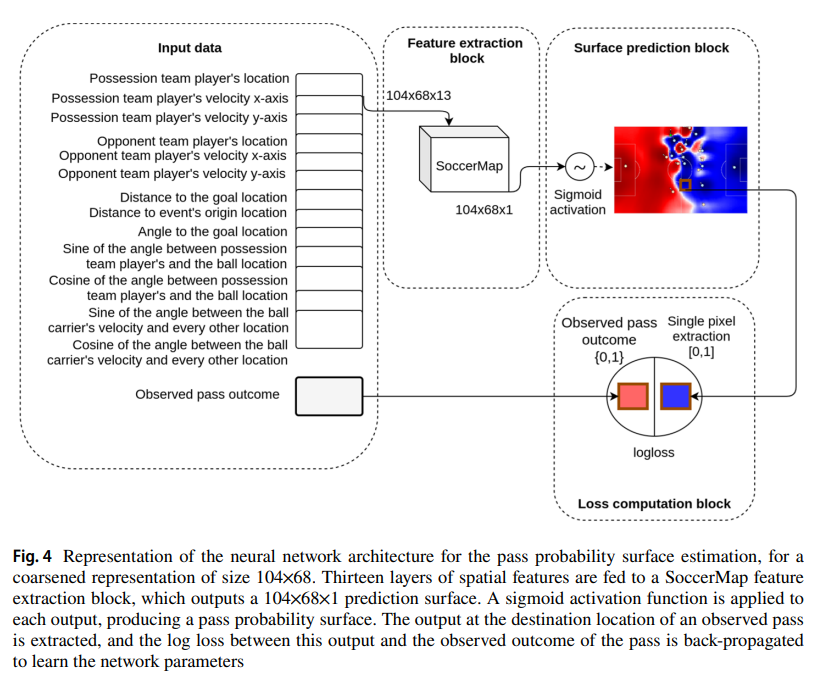 Input data
Possession team player's location
Possession team player's velocity x-axis
Possession team player's velocity y-axis
Opponent team player's location
Opponent team player's velocity x-axis
Opponent team player's velocity y-axis
Distance to the goal location
Distance to event's origin location
Angle to the goal location
Sine of the angle between possession
team player's and the ball location
Cosine of the angle between possession
team player's and the ball location
Sine of the angle between the ball
carrier's velocity and every other location
Cosine of the angle between the ball
carrier's velocity and every other location
Observed pass outcome
Feature extraction
block
104x68x13
SoccerMap
104x68x1
Surface prediction block
~
Sigmoid
activation
Observed pass
outcome
{0,1}
Single pixel
extraction
[0,1]
logloss
Loss computation block
Fig. 4 Representation of the neural network architecture for the pass probability surface estimation, for a
coarsened representation of size 104×68. Thirteen layers of spatial features are fed to a SoccerMap feature
extraction block, which outputs a 104×68×1 prediction surface. A sigmoid activation function is applied to
each output, producing a pass probability surface. The output at the destination location of an observed pass
is extracted, and the log loss between this output and the observed outcome of the pass is back-propagated
to learn the network parameters